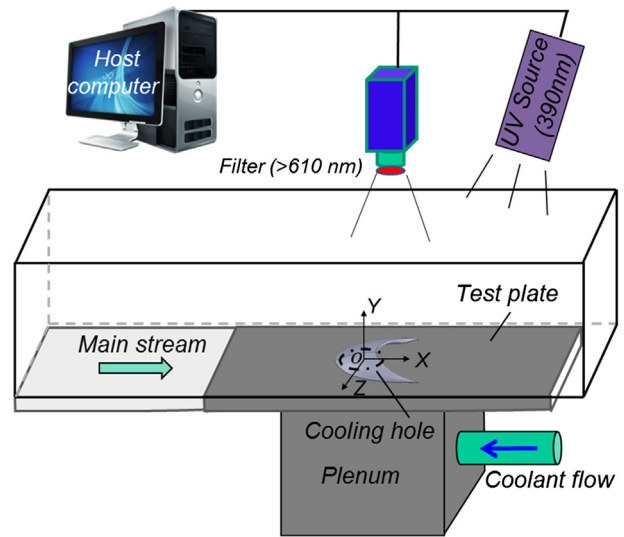 Host
computer
UV Source
(390nm)
Filter (>610 nm)
Y
Test plate
Main stream
O
X
Z
Cooling hole
Plenum
Coolant flow